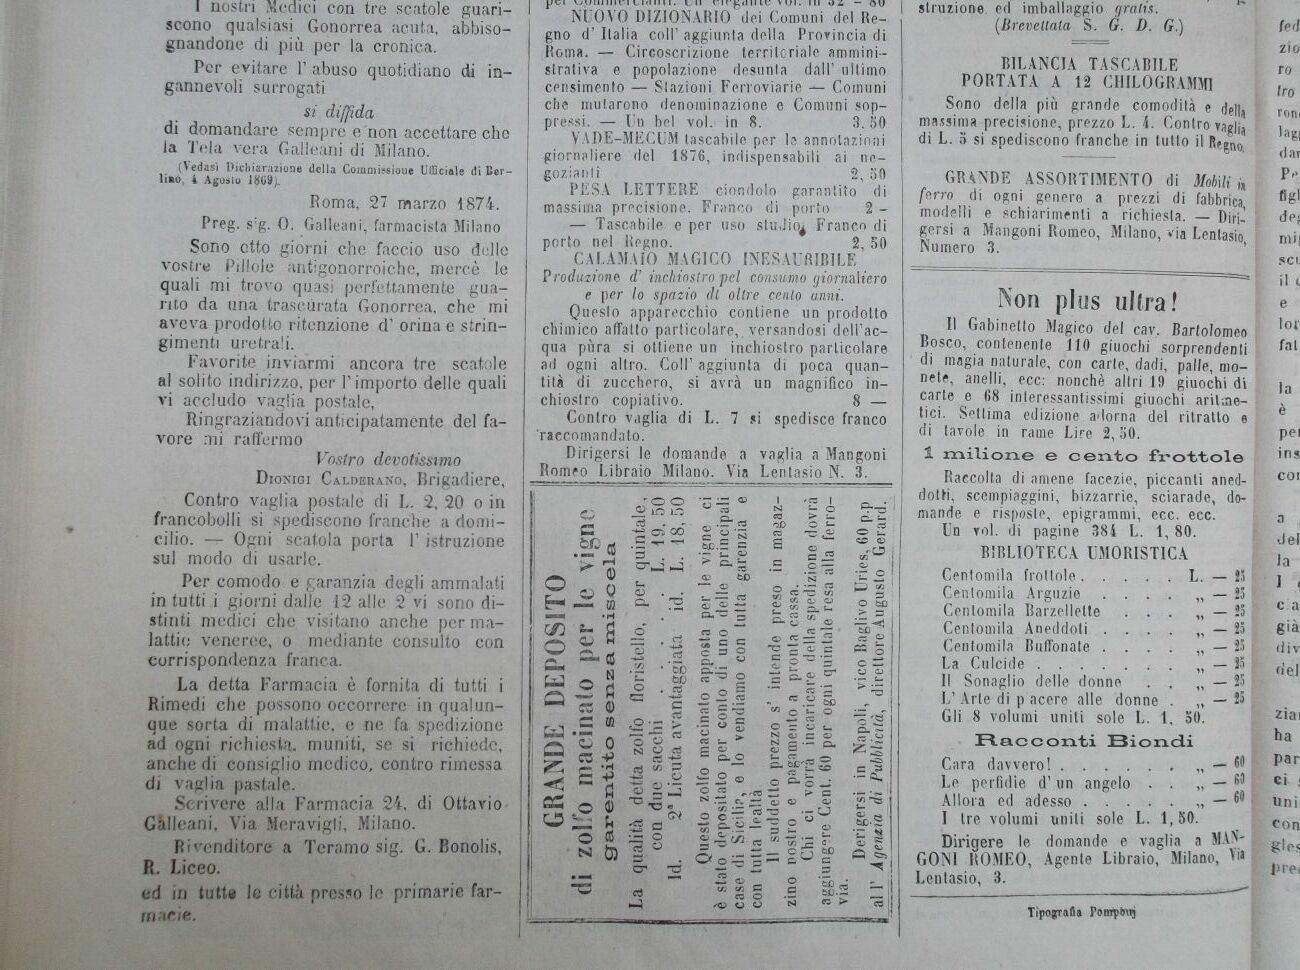 I nostri Medici con tre scatole guari-
scono qualsiasi Gonorrea acuta, abbiso-
gnandone di più per la cronica.
Per evitare l'abuso quotidiano di in-
gannevoli surrogati
si diffida
di domandare sempre e non accettare che
la Tela vera Galleani di Milano.
(Vedasi Dichiarazione della Commissione Ufficiale di Ber-
lino, 4 Agosto 1869).
Roma, 27 marzo 1874.
Preg. s'g. O. Galleani, farmacista Milano
Sono otto giorni che faccio uso delle
vostre Pillole antigonorroiche, mercè le
quali mi trovo quasi perfettamente gua-
rito da una trascurata Gonorrea, che mi
aveva prodotto ritenzione d'orina e strin-
gimenti uretrali.
Favorite inviarmi ancora tre scatole
al solito indirizzo, per l'importo delle quali
vi accludo vaglia postale,
Ringraziandovi anticipatamente del fa-
vore mi raffermo
Vostro devotissimo
DIONIGI CALDERANO, Brigadiere,
Contro vaglia postale di L. 2, 20 o in
francobolli si spediscono franche a domi-
cilio. — Ogni scatola porta l'istruzione
sul modo di usarle.
Per comodo e garanzia degli ammalati
in tutti i giorni dalle 12 alle 2 vi sono di-
stinti medici che visitano anche per ma-
lattie veneree, o mediante consulto con
corrispondenza franca.
La detta Farmacia è fornita di tutti i
Rimedi che possono occorrere in qualun-
que sorta di malattie, e ne fa spedizione
ad ogni richiesta, muniti, se si richiede,
anche di consiglio medico, contro rimessa
di vaglia pastale.
Scrivere alla Farmacia 24, di Ottavio
Galleani, Via Meravigli, Milano.
Rivenditore a Teramo sig. G. Bonolis,
R. Liceo.
ed in tutte le città presso le primarie far-
macie.
per Commercianti. Un elegante vol. in 32 - 80
NUOVO DIZIONARIO dei Comuni del Re-
gno d'Italia coll'aggiunta della Provincia di
Roma. — Circoscrizione territoriale ammini-
strativa e popolazione desunta dall'ultimo
censimento — Stazioni Ferroviarie — Comuni
che mutarono denominazione e Comuni sop-
pressi. — Un bel vol. in 8. 3. 50
VADE-MECUM tascabile per le annotazioni
giornaliere del 1876, indispensabili ai ne-
gozianti 2, 50
PESA LETTERE ciondolo garantito di
massima precisione. Franco di porto 2 -
— Tascabile e per uso studio, Franco di
porto nel Regno. 2, 50
CALAMAIO MAGICO INESAURIBILE
Produzione d'inchiostro pel consumo giornaliero
e per lo spazio di oltre cento anni.
Questo apparecchio contiene un prodotto
chimico affatto particolare, versandosi dell'ac-
qua pura si ottiene un inchiostro particolare
ad ogni altro. Coll'aggiunta di poca quan-
tità di zucchero, si avrà un magnifico in-
chiostro copiativo. 8 —
Contro vaglia di L. 7 si spedisce franco
raccomandato.
Dirigersi le domande a vaglia a Mangoni
Romeo Libraio Milano. Via Lentasio N. 3.
GRANDE DEPOSITO
di zolfo macinato per le vigne
garentito senza miscela
La qualità detta zolfo floristello, per quintale,
con due sacchi . . . L. 19, 50
Id. 2ª Licuta avantaggiata id. L. 18, 50
Questo zolfo macinato apposta per le vigne ci
è stato depositato per conto di uno delle principali
case di Sicilia, e lo vendiamo con tutta garenzia e
con tutta lealtà
Il suddetto prezzo s'intende preso in magaz-
zino nostro e pagamento a pronta cassa.
Chi ci vorrà incaricare della spedizione dovrà
aggiungere Cent. 60 per ogni quintale resa alla ferro-
via.
Derigersi in Napoli, vico Baglivo Uries, 60 p.p
al l'Agenzia di Pubblicità, direttore Augusto Gerard.
struzione ed imballaggio gratis.
(Brevettata S. G. D. G.)
BILANCIA TASCABILE
PORTATA A 12 CHILOGRAMMI
Sono della più grande comodità e della
massima precisione, prezzo L. 4. Contro vaglia
di L. 5 si spediscono franche in tutto il Regno.
GRANDE ASSORTIMENTO di Mobili in
ferro di ogni genere a prezzi di fabbrica,
modelli e schiarimenti a richiesta. — Diri-
gersi a Mangoni Romeo, Milano, via Lentasio,
Numero 3.
Non plus ultra!
Il Gabinetto Magico del cav. Bartolomeo
Bosco, contenente 110 giuochi sorprendenti
di magia naturale, con carte, dadi, palle, mo-
nete, anelli, ecc: nonchè altri 19 giuochi di
carte e 68 interessantissimi giuochi aritme-
tici. Settima edizione adorna del ritratto e
di tavole in rame Lire 2, 50.
1 milione e cento frottole
Raccolta di amene facezie, piccanti aned-
dotti, scempiaggini, bizzarrie, sciarade, do-
mande e risposte, epigrammi, ecc. ecc.
Un vol. di pagine 384 L. 1, 80.
BIBLIOTECA UMORISTICA
Centomila frottole . . . . . L. — 25
Centomila Arguzie . . . . „ — 25
Centomila Barzellette . . . . „ — 25
Centomila Aneddoti . . . . „ — 25
Centomila Buffonate . . . . „ — 25
La Culcide . . . . . . . „ — 25
Il Sonaglio delle donne . . „ — 25
L'Arte di p acere alle donne . „ — 25
Gli 8 volumi uniti sole L. 1, 50.
Racconti Biondi
Cara davvero! . . . . . . „ — 60
Le perfidie d'un angelo . . „ — 60
Allora ed adesso . . . . . „ — 60
I tre volumi uniti sole L. 1, 50.
Dirigere le domande e vaglia a MAN-
GONI ROMEO, Agente Libraio, Milano, Via
Lentasio, 3.
Tipografia Pompònj